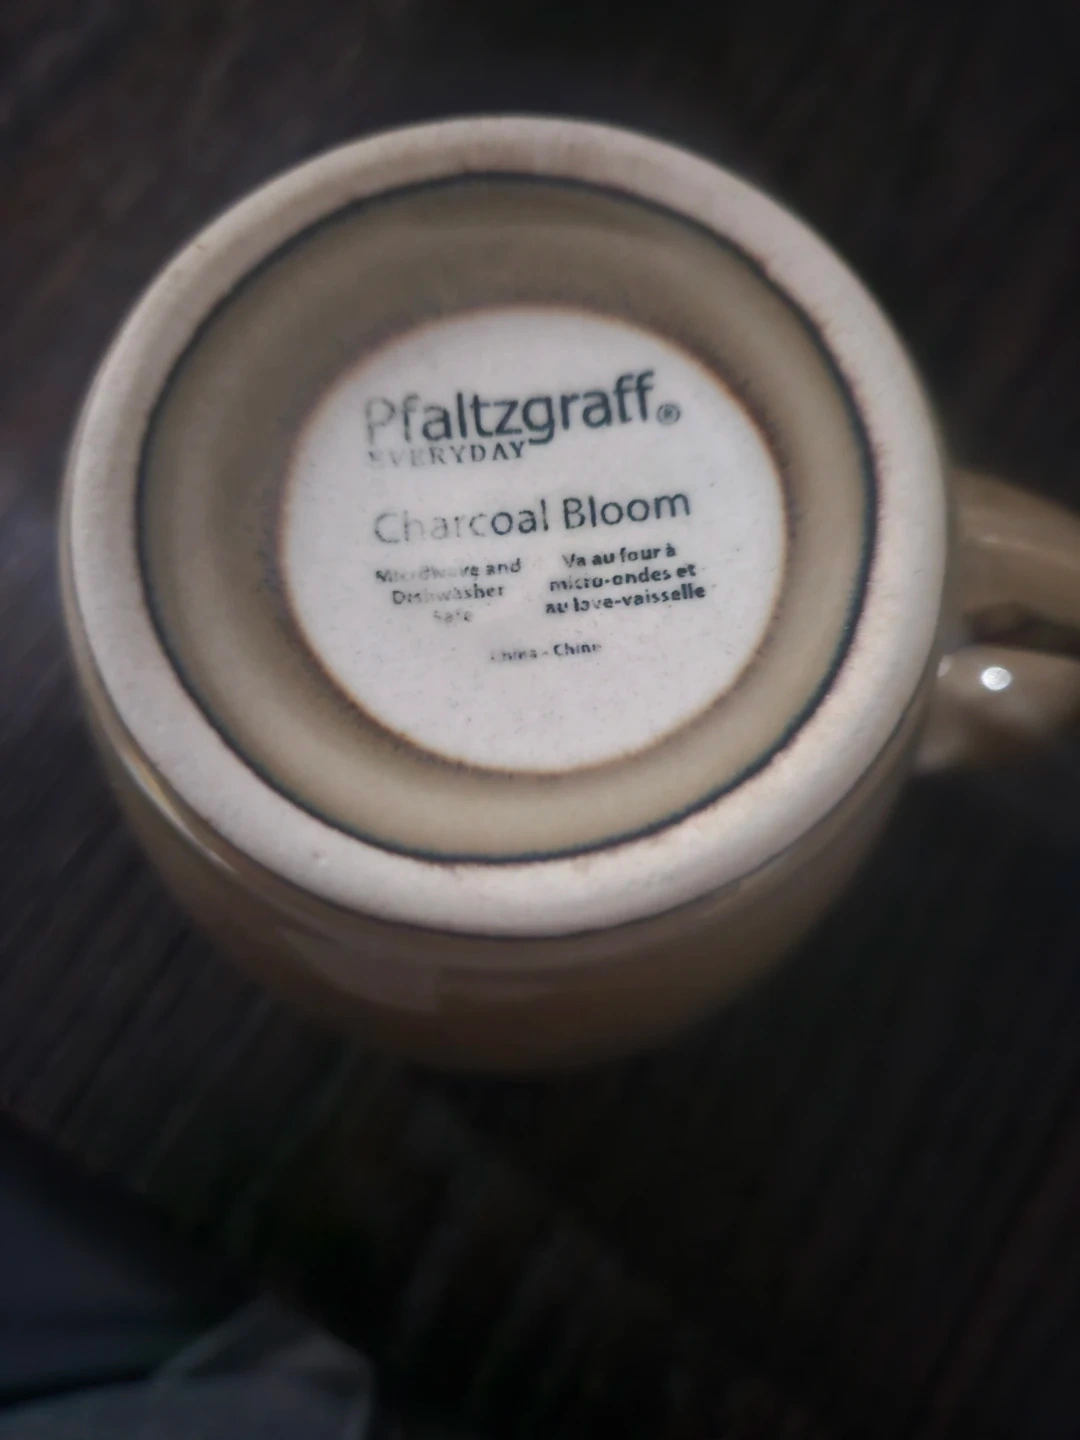 Pfaltzgraff®
EVERYDAY
Charcoal Bloom
Microwave and
Dishwasher
Safe
Va au four à
micro-ondes et
au lave-vaisselle
China - Chine